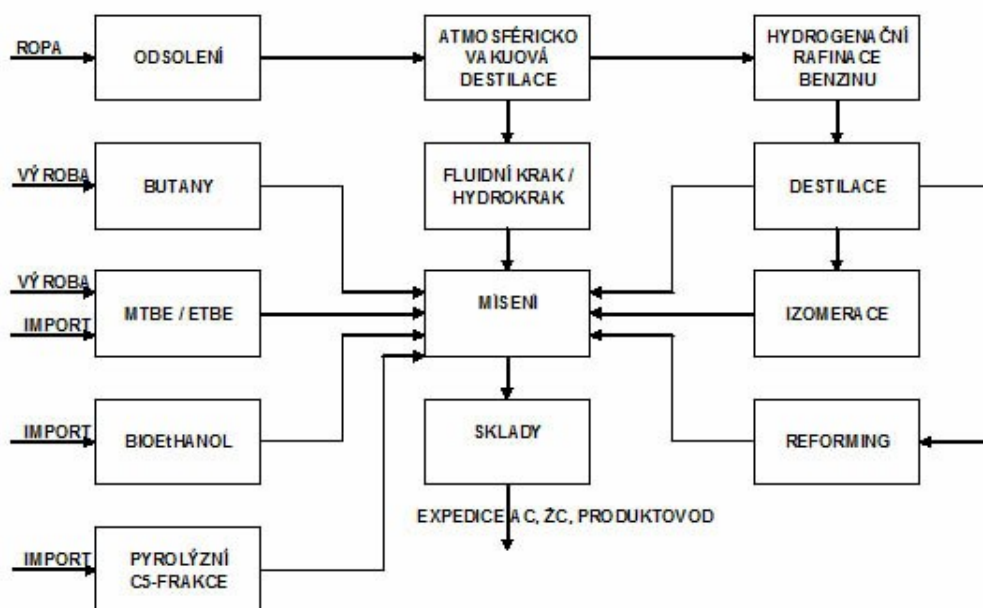 ROPA
ODSOLENÍ
ATMOSFÉRICKO
VAKUOVÁ
DESTILACE
HYDROGENAČNÍ
RAFINACE
BENZINU
VÝROBA
BUTANY
FLUIDNÍ KRAK /
HYDROKRAK
DESTILACE
VÝROBA
IMPORT
MTBE / ETBE
MÍSENÍ
IZOMERACE
IMPORT
BIOEtHANOL
SKLADY
REFORMING
EXPEDICE AC, ŽC, PRODUKTOVOD
IMPORT
PYROLÝZNÍ
C5-FRAKCE